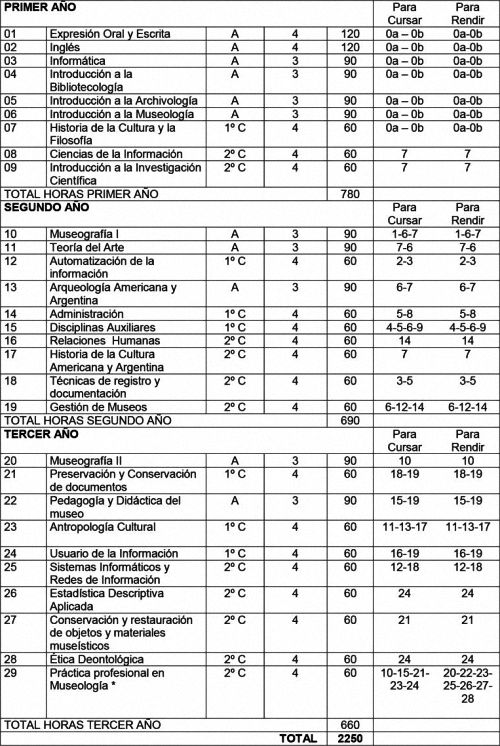 PRIMER AÑO Para Cursar Para Rendir
01 Expresión Oral y Escrita A 4 120 0a – 0b 0a-0b
02 Inglés A 4 120 0a – 0b 0a-0b
03 Informática A 3 90 0a – 0b 0a-0b
04 Introducción a la Bibliotecología A 3 90 0a – 0b 0a-0b
05 Introducción a la Archivología A 3 90 0a – 0b 0a-0b
06 Introducción a la Museología A 3 90 0a – 0b 0a-0b
07 Historia de la Cultura y la Filosofía 1º C 4 60 0a – 0b 0a-0b
08 Ciencias de la Información 2º C 4 60 7 7
09 Introducción a la Investigación Científica 2º C 4 60 7 7
TOTAL HORAS PRIMER AÑO 780
SEGUNDO AÑO Para Cursar Para Rendir
10 Museografía I A 3 90 1-6-7 1-6-7
11 Teoría del Arte A 3 90 7-6 7-6
12 Automatización de la información 1º C 4 60 2-3 2-3
13 Arqueología Americana y Argentina A 3 90 6-7 6-7
14 Administración 1º C 4 60 5-8 5-8
15 Disciplinas Auxiliares 1º C 4 60 4-5-6-9 4-5-6-9
16 Relaciones Humanas 2º C 4 60 14 14
17 Historia de la Cultura Americana y Argentina 2º C 4 60 7 7
18 Técnicas de registro y documentación 2º C 4 60 3-5 3-5
19 Gestión de Museos 2º C 4 60 6-12-14 6-12-14
TOTAL HORAS SEGUNDO AÑO 690
TERCER AÑO Para Cursar Para Rendir
20 Museografía II A 3 90 10 10
21 Preservación y Conservación de documentos 1º C 4 60 18-19 18-19
22 Pedagogía y Didáctica del museo A 3 90 15-19 15-19
23 Antropología Cultural 1º C 4 60 11-13-17 11-13-17
24 Usuario de la Información 1º C 4 60 16-19 16-19
25 Sistemas Informáticos y Redes de Información 2º C 4 60 12-18 12-18
26 Estadística Descriptiva Aplicada 2º C 4 60 24 24
27 Conservación y restauración de objetos y materiales museísticos 2º C 4 60 21 21
28 Ética Deontológica 2º C 4 60 24 24
29 Práctica profesional en Museología * 2º C 4 60 10-15-21-23-24 20-22-23-25-26-27-28
TOTAL HORAS TERCER AÑO 660
TOTAL 2250